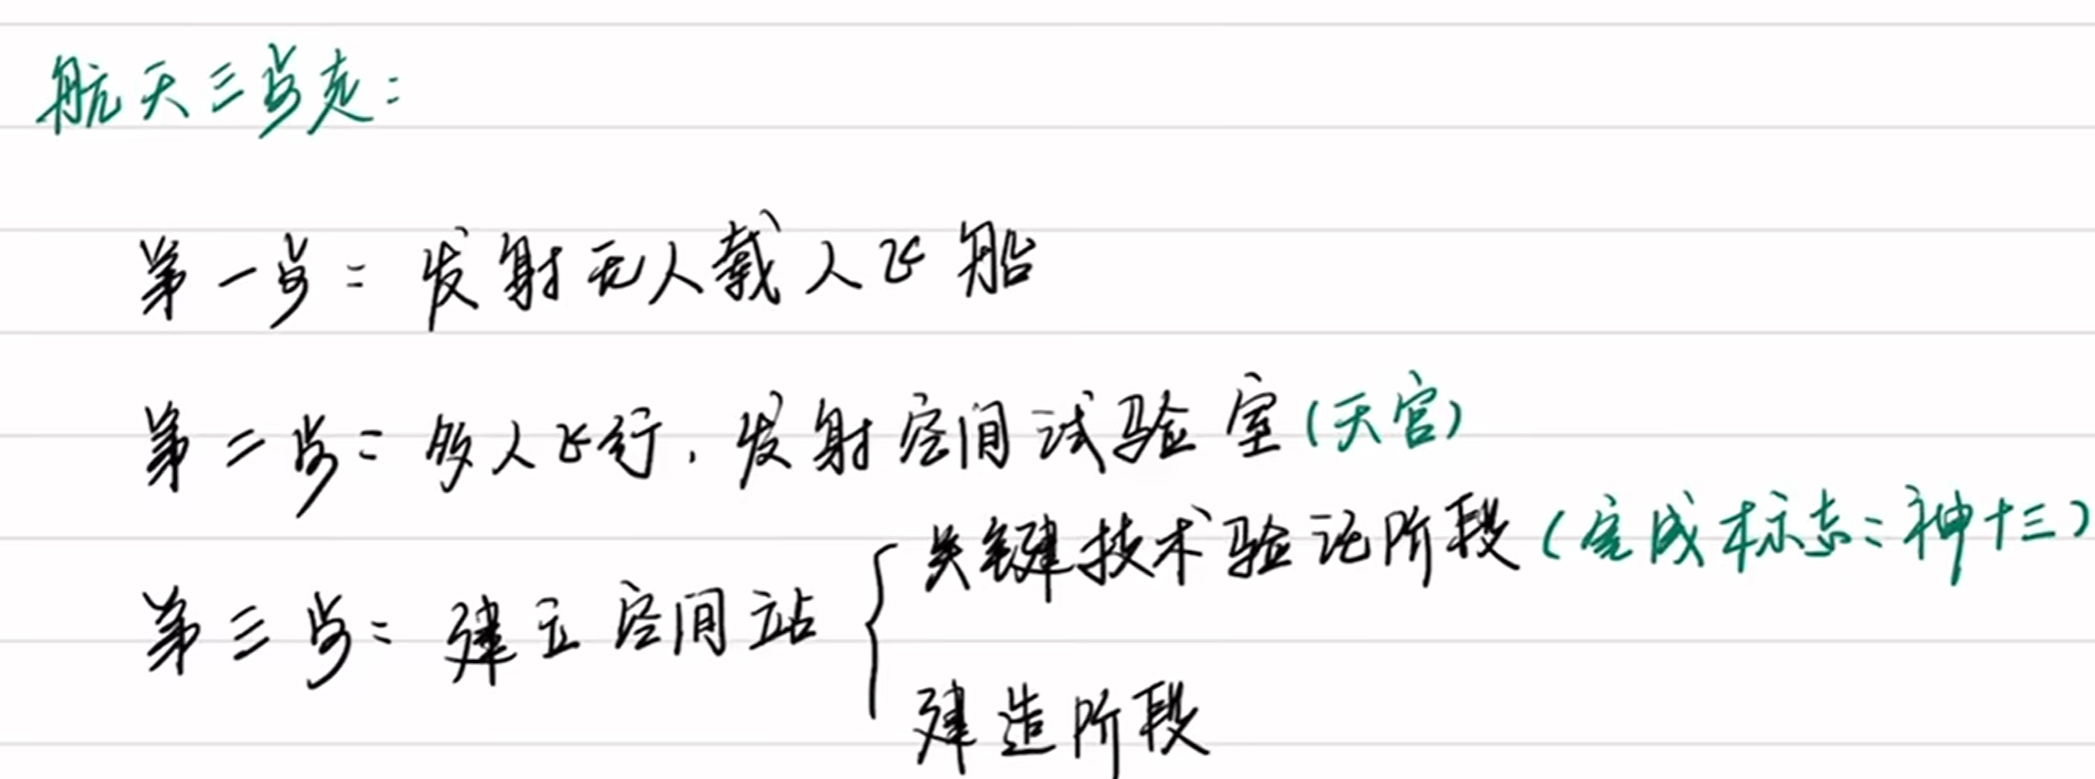 航天三步走：
第一步：发射无人载人飞船
第二步：多人飞行，发射空间试验室(天宫)
关键技术验证阶段(完成标志：神十三)
第三步：建立空间站
建造阶段